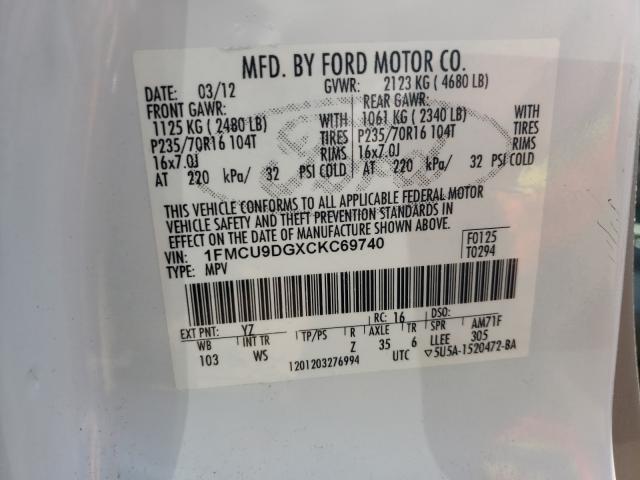 MFD. BY FORD MOTOR CO.
DATE: 03/12 GVWR: 2123 KG ( 4680 LB)
FRONT GAWR: REAR GAWR:
1125 KG ( 2480 LB) WITH 1061 KG ( 2340 LB) WITH
P235/70R16 104T TIRES P235/70R16 104T TIRES
16x7.0J RIMS 16x7.0J RIMS
AT 220 kPa/ 32 PSI COLD AT 220 kPa/ 32 PSI COLD
THIS VEHICLE CONFORMS TO ALL APPLICABLE FEDERAL MOTOR
VEHICLE SAFETY AND THEFT PREVENTION STANDARDS IN
EFFECT ON THE DATE OF MANUFACTURE SHOWN ABOVE.
VIN: 1FMCU9DGXCKC69740 F0125
TYPE: MPV T0294
EXT PNT: YZ RC: 16 DSO:
WB INT TR TP/PS R AXLE TR SPR AM71F
103 WS Z 35 6 LLEE 305
1201203276994 UTC ▽5U5A-1520472-BA